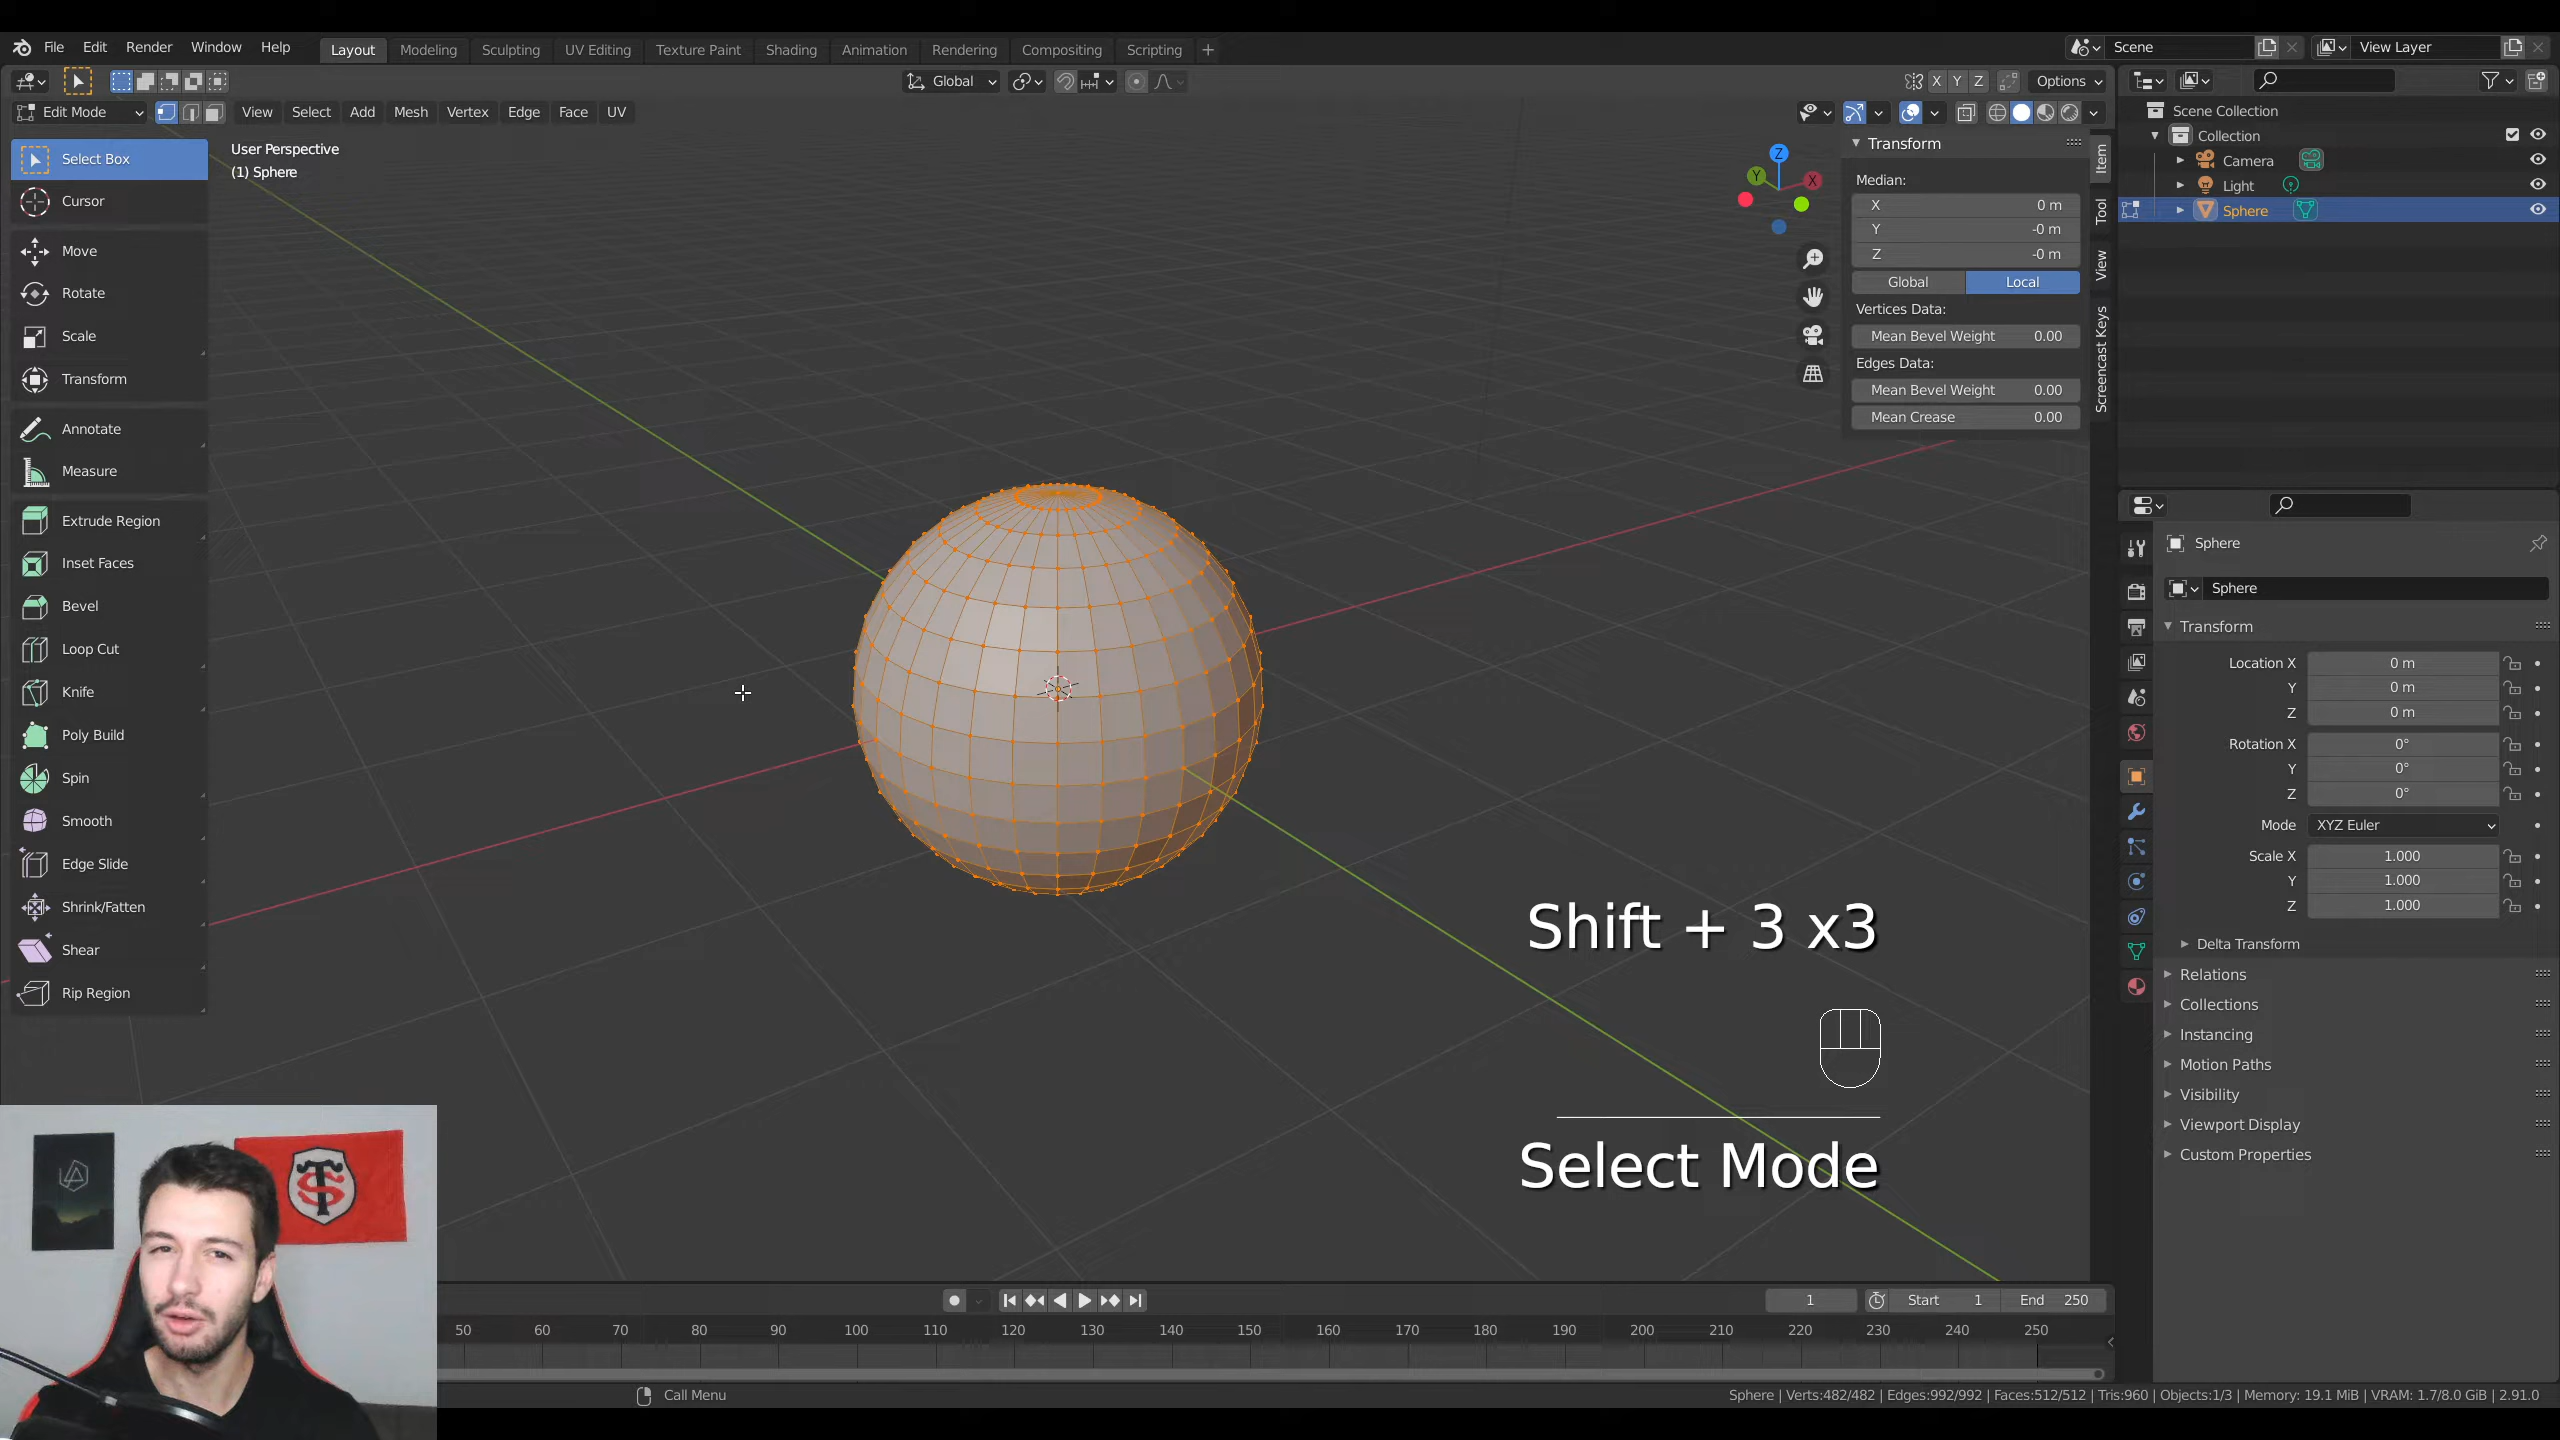 File Edit Render Window Help Layout Modeling Sculpting UV Editing Texture Paint Shading Animation Rendering Compositing Scripting + Scene View Layer
Global X Y Z Options
Edit Mode View Select Add Mesh Vertex Edge Face UV
User Perspective
(1) Sphere
Select Box
Cursor
Move
Rotate
Scale
Transform
Annotate
Measure
Extrude Region
Inset Faces
Bevel
Loop Cut
Knife
Poly Build
Spin
Smooth
Edge Slide
Shrink/Fatten
Shear
Rip Region
Z
Y
X
Transform
Median:
X 0 m
Y -0 m
Z -0 m
Global Local
Vertices Data:
Mean Bevel Weight 0.00
Edges Data:
Mean Bevel Weight 0.00
Mean Crease 0.00
Item
Tool
View
Screencast Keys
Shift + 3 x3
Select Mode
Scene Collection
Collection
Camera
Light
Sphere
Sphere
Sphere
Transform
Location X 0 m
Y 0 m
Z 0 m
Rotation X 0°
Y 0°
Z 0°
Mode XYZ Euler
Scale X 1.000
Y 1.000
Z 1.000
Delta Transform
Relations
Collections
Instancing
Motion Paths
Visibility
Viewport Display
Custom Properties
TS
1 Start 1 End 250
50 60 70 80 90 100 110 120 130 140 150 160 170 180 190 200 210 220 230 240 250
Call Menu
Sphere | Verts:482/482 | Edges:992/992 | Faces:512/512 | Tris:960 | Objects:1/3 | Memory: 19.1 MiB | VRAM: 1.7/8.0 GiB | 2.91.0